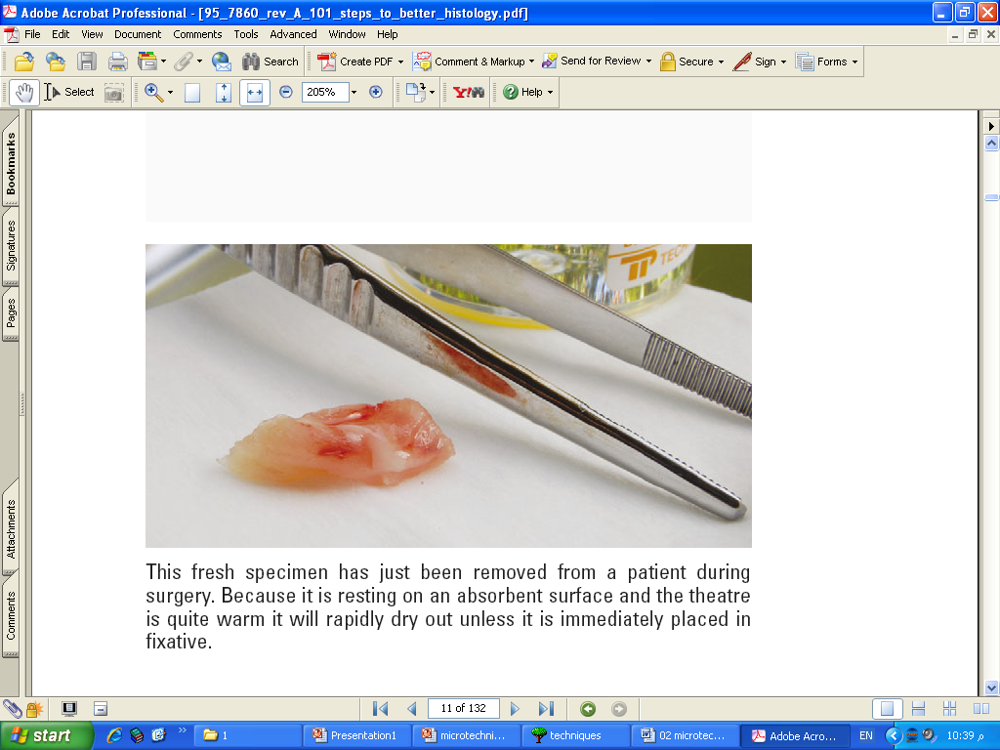 Adobe Acrobat Professional - [95_7860_rev_A_101_steps_to_better_histology.pdf]
File Edit View Document Comments Tools Advanced Window Help
Search Create PDF Comment & Markup Send for Review Secure Sign Forms
Select 205% Y! Help
Bookmarks
Signatures
Pages
Attachments
Comments
TECH
This fresh specimen has just been removed from a patient during
surgery. Because it is resting on an absorbent surface and the theatre
is quite warm it will rapidly dry out unless it is immediately placed in
fixative.
11 of 132
start 1 Presentation1 microtechni... techniques 02 microtec... Adobe Acro... EN 10:39 م